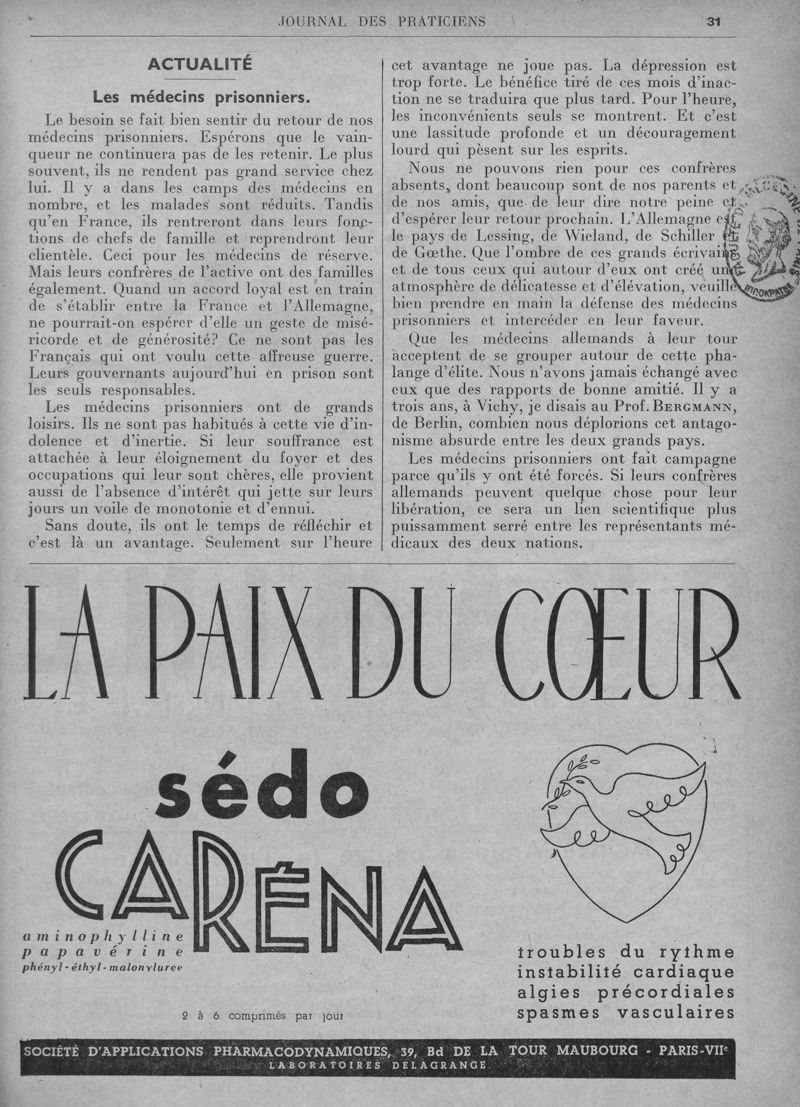 JOURNAL DES PRATICIENS
31
ACTUALITÉ
Les médecins prisonniers.
Le besoin se fait bien sentir du retour de nos
médecins prisonniers. Espérons que le vain-
queur ne continuera pas de les retenir. Le plus
souvent, ils ne rendent pas grand service chez
lui. Il y a dans les camps des médecins en
nombre, et les malades sont réduits. Tandis
qu'en France, ils rentreront dans leurs fonc-
tions de chefs de famille et reprendront leur
clientèle. Ceci pour les médecins de réserve.
Mais leurs confrères de l'active ont des familles
également. Quand un accord loyal est en train
de s'établir entre la France et l'Allemagne,
ne pourrait-on espérer d'elle un geste de misé-
ricorde et de générosité? Ce ne sont pas les
Français qui ont voulu cette affreuse guerre.
Leurs gouvernants aujourd'hui en prison sont
les seuls responsables.
Les médecins prisonniers ont de grands
loisirs. Ils ne sont pas habitués à cette vie d'in-
dolence et d'inertie. Si leur souffrance est
attachée à leur éloignement du foyer et des
occupations qui leur sont chères, elle provient
aussi de l'absence d'intérêt qui jette sur leurs
jours un voile de monotonie et d'ennui.
Sans doute, ils ont le temps de réfléchir et
c'est là un avantage. Seulement sur l'heure
cet avantage ne joue pas. La dépression est
trop forte. Le bénéfice tiré de ces mois d'inac-
tion ne se traduira que plus tard. Pour l'heure,
les inconvénients seuls se montrent. Et c'est
une lassitude profonde et un découragement
lourd qui pèsent sur les esprits.
Nous ne pouvons rien pour ces confrères
absents, dont beaucoup sont de nos parents et
de nos amis, que de leur dire notre peine et
d'espérer leur retour prochain. L'Allemagne est
le pays de Lessing, de Wieland, de Schiller et
de Gœthe. Que l'ombre de ces grands écrivains
et de tous ceux qui autour d'eux ont créé une
atmosphère de délicatesse et d'élévation, veuille
bien prendre en main la défense des médecins
prisonniers et intercéder en leur faveur.
Que les médecins allemands à leur tour
acceptent de se grouper autour de cette pha-
lange d'élite. Nous n'avons jamais échangé avec
eux que des rapports de bonne amitié. Il y a
trois ans, à Vichy, je disais au Prof. BERGMANN,
de Berlin, combien nous déplorions cet antago-
nisme absurde entre les deux grands pays.
Les médecins prisonniers ont fait campagne
parce qu'ils y ont été forcés. Si leurs confrères
allemands peuvent quelque chose pour leur
libération, ce sera un lien scientifique plus
puissamment serré entre les représentants mé-
dicaux des deux nations.
LA PAIX DU CŒUR
sédo
CARÉNA
aminophylline
papavérine
phényl-éthyl-malonyluree
2 à 6 comprimés par jour
troubles du rythme
instabilité cardiaque
algies précordiales
spasmes vasculaires
SOCIÉTÉ D'APPLICATIONS PHARMACODYNAMIQUES, 39, Bd DE LA TOUR MAUBOURG - PARIS-VIIe
LABORATOIRES DELAGRANGE